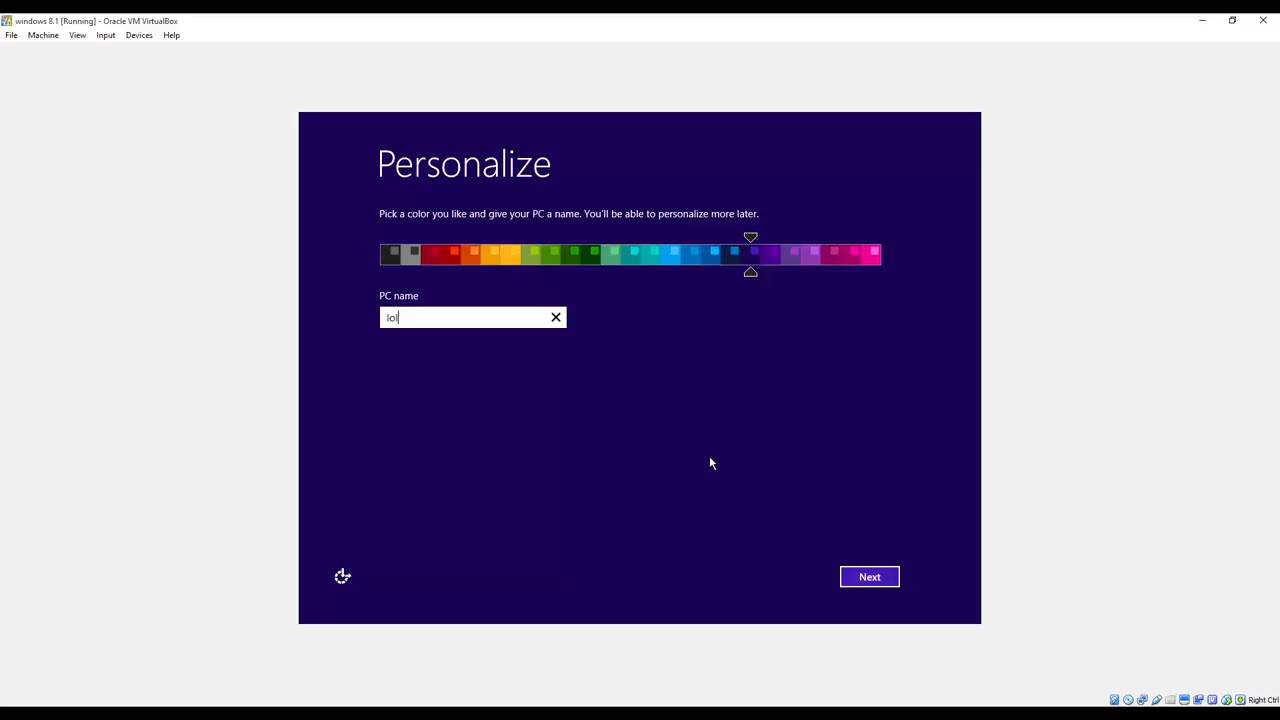 windows 8.1 [Running] - Oracle VM VirtualBox
File Machine View Input Devices Help
Personalize
Pick a color you like and give your PC a name. You'll be able to personalize more later.
PC name
lol
Next
Right Ctrl